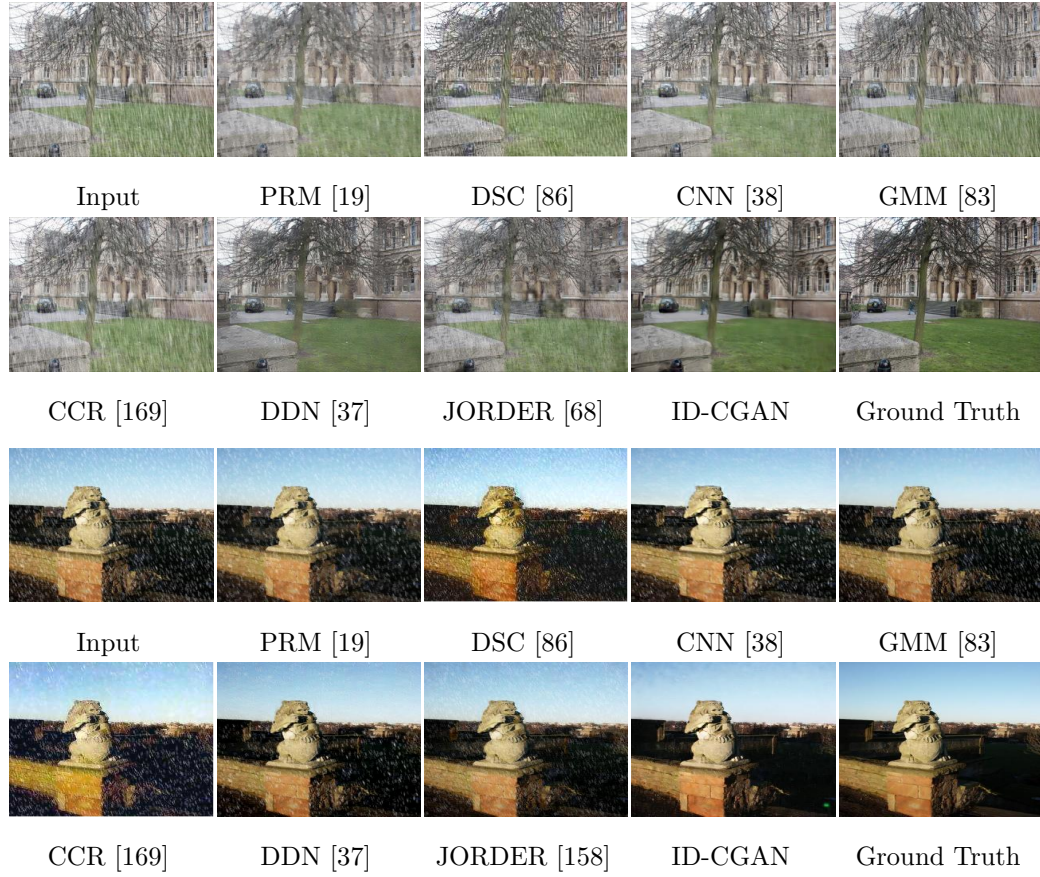 Input PRM [19] DSC [86] CNN [38] GMM [83]
CCR [169] DDN [37] JORDER [68] ID-CGAN Ground Truth
Input PRM [19] DSC [86] CNN [38] GMM [83]
CCR [169] DDN [37] JORDER [158] ID-CGAN Ground Truth